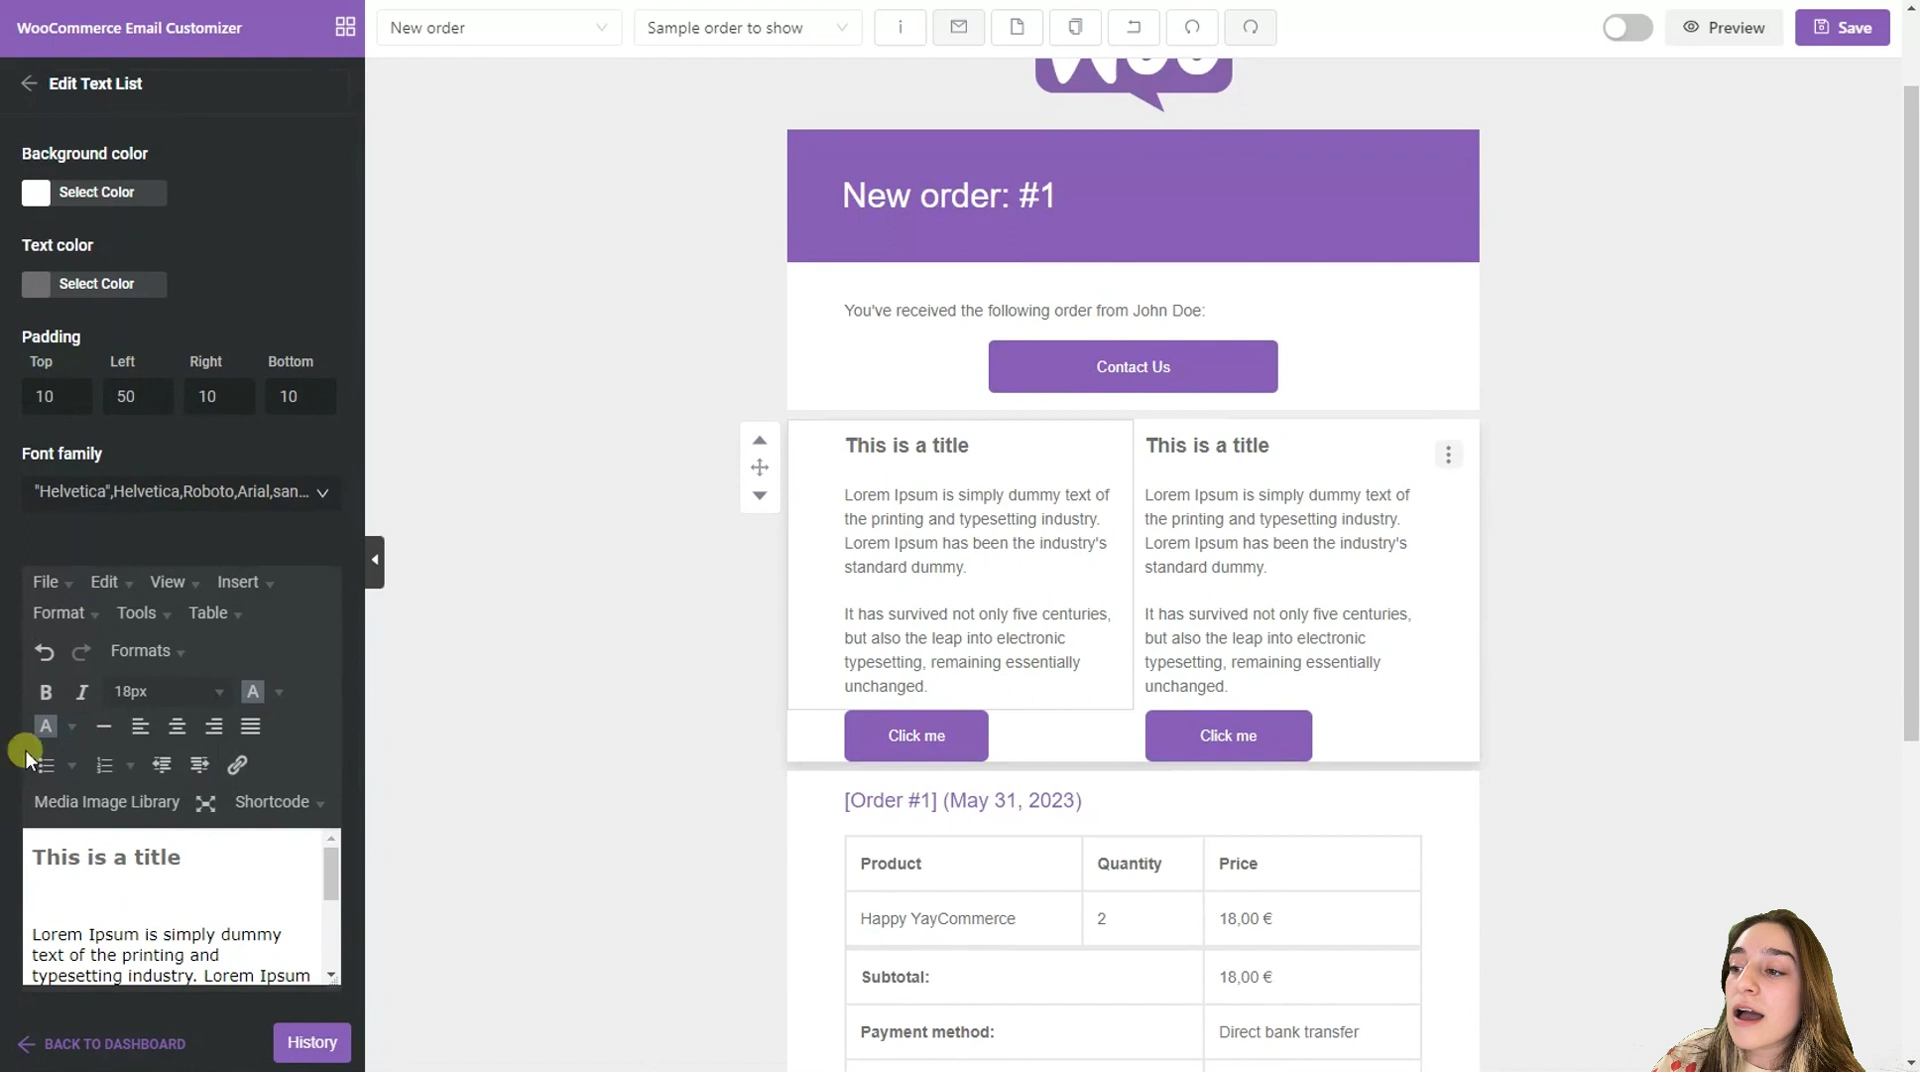 WooCommerce Email Customizer
New order
Sample order to show
i
Preview
Save
Edit Text List
Background color
Select Color
Text color
Select Color
Padding
Top Left Right Bottom
10 50 10 10
Font family
"Helvetica",Helvetica,Roboto,Arial,san...
File Edit View Insert
Format Tools Table
Formats
B I 18px A
A
Media Image Library Shortcode
This is a title
Lorem Ipsum is simply dummy
text of the printing and
typesetting industry. Lorem Ipsum
BACK TO DASHBOARD
History
Woo
New order: #1
You've received the following order from John Doe:
Contact Us
This is a title
Lorem Ipsum is simply dummy text of
the printing and typesetting industry.
Lorem Ipsum has been the industry's
standard dummy.
It has survived not only five centuries,
but also the leap into electronic
typesetting, remaining essentially
unchanged.
Click me
This is a title
Lorem Ipsum is simply dummy text of
the printing and typesetting industry.
Lorem Ipsum has been the industry's
standard dummy.
It has survived not only five centuries,
but also the leap into electronic
typesetting, remaining essentially
unchanged.
Click me
[Order #1] (May 31, 2023)
Product Quantity Price
Happy YayCommerce 2 18,00 €
Subtotal: 18,00 €
Payment method: Direct bank transfer